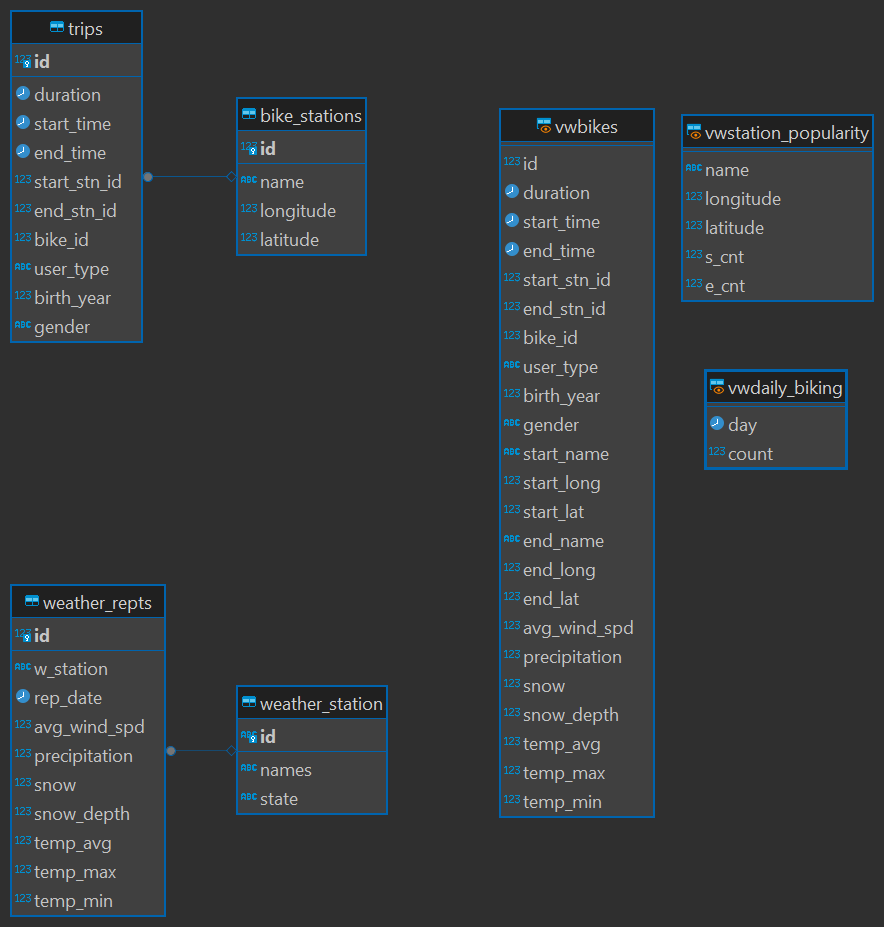 trips
123 id
duration
start_time
end_time
123 start_stn_id
123 end_stn_id
123 bike_id
ABC user_type
123 birth_year
ABC gender
bike_stations
123 id
ABC name
123 longitude
123 latitude
vwbikes
123 id
duration
start_time
end_time
123 start_stn_id
123 end_stn_id
123 bike_id
ABC user_type
123 birth_year
ABC gender
ABC start_name
123 start_long
123 start_lat
ABC end_name
123 end_long
123 end_lat
123 avg_wind_spd
123 precipitation
123 snow
123 snow_depth
123 temp_avg
123 temp_max
123 temp_min
vwstation_popularity
ABC name
123 longitude
123 latitude
123 s_cnt
123 e_cnt
vwdaily_biking
day
123 count
weather_repts
123 id
ABC w_station
rep_date
123 avg_wind_spd
123 precipitation
123 snow
123 snow_depth
123 temp_avg
123 temp_max
123 temp_min
weather_station
ABC id
ABC names
ABC state